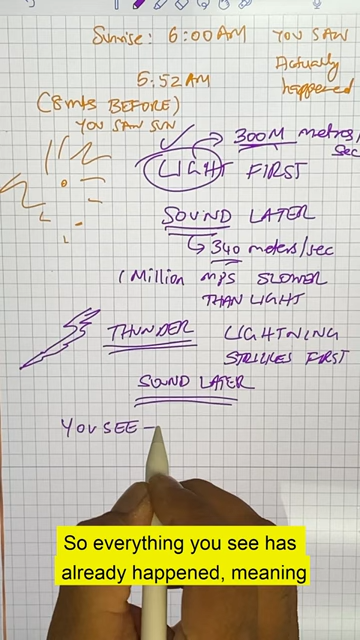 Sunrise: 6:00AM YOU SAW
Actually
happened
5:52AM
(8mts BEFORE)
YOU SAW SUN
300M metres/
sec
LIGHT FIRST
SOUND LATER
340 meters/sec
1 Million mps SLOWER
THAN LIGHT
THUNDER LIGHTNING
STRIKES FIRST
SOUND LATER
YOU SEE —
So everything you see has
already happened, meaning